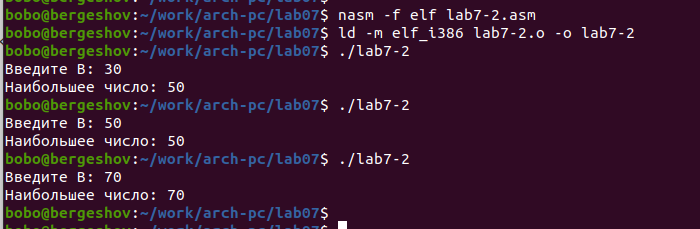 bobo@bergeshov:~/work/arch-pc/lab07$ nasm -f elf lab7-2.asm
bobo@bergeshov:~/work/arch-pc/lab07$ ld -m elf_i386 lab7-2.o -o lab7-2
bobo@bergeshov:~/work/arch-pc/lab07$ ./lab7-2
Введите B: 30
Наибольшее число: 50
bobo@bergeshov:~/work/arch-pc/lab07$ ./lab7-2
Введите B: 50
Наибольшее число: 50
bobo@bergeshov:~/work/arch-pc/lab07$ ./lab7-2
Введите B: 70
Наибольшее число: 70
bobo@bergeshov:~/work/arch-pc/lab07$
bobo@bergeshov:~/work/arch-pc/lab07$